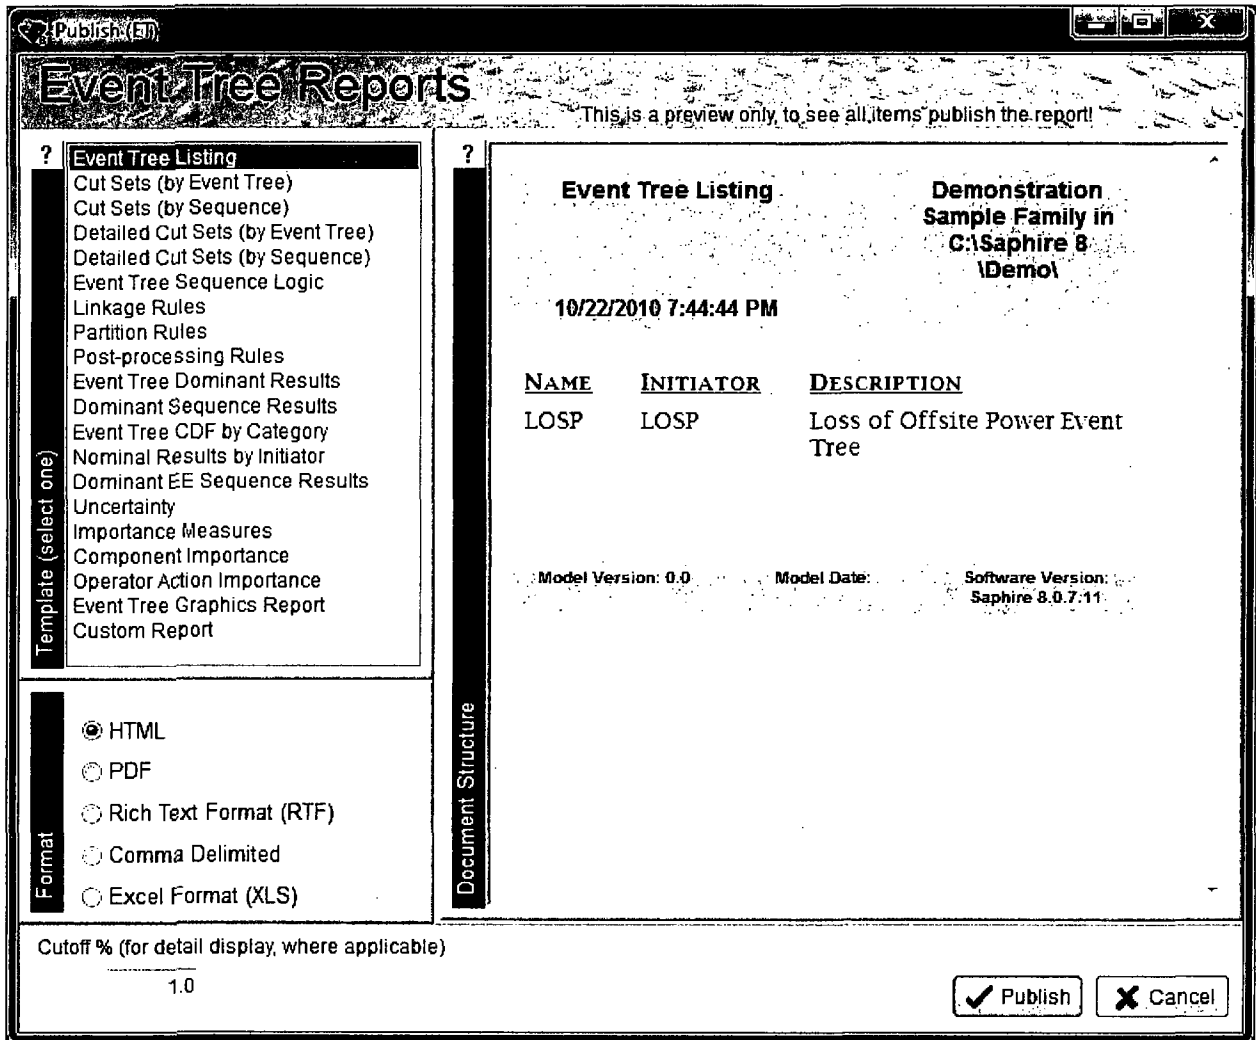 Publish (ET)
Event Tree Reports
This is a preview only, to see all items publish the report!
?
Event Tree Listing
Cut Sets (by Event Tree)
Cut Sets (by Sequence)
Detailed Cut Sets (by Event Tree)
Detailed Cut Sets (by Sequence)
Event Tree Sequence Logic
Linkage Rules
Partition Rules
Post-processing Rules
Event Tree Dominant Results
Dominant Sequence Results
Event Tree CDF by Category
Nominal Results by Initiator
Dominant EE Sequence Results
Uncertainty
Importance Measures
Component Importance
Operator Action Importance
Event Tree Graphics Report
Custom Report
Template (select one)
Format
HTML
PDF
Rich Text Format (RTF)
Comma Delimited
Excel Format (XLS)
?
Document Structure
Event Tree Listing
Demonstration
Sample Family in
C:\Saphire 8
\Demo\
10/22/2010 7:44:44 PM
NAME INITIATOR DESCRIPTION
LOSP LOSP Loss of Offsite Power Event
Tree
Model Version: 0.0 Model Date: Software Version:
Saphire 8.0.7.11
Cutoff % (for detail display, where applicable)
1.0
Publish Cancel